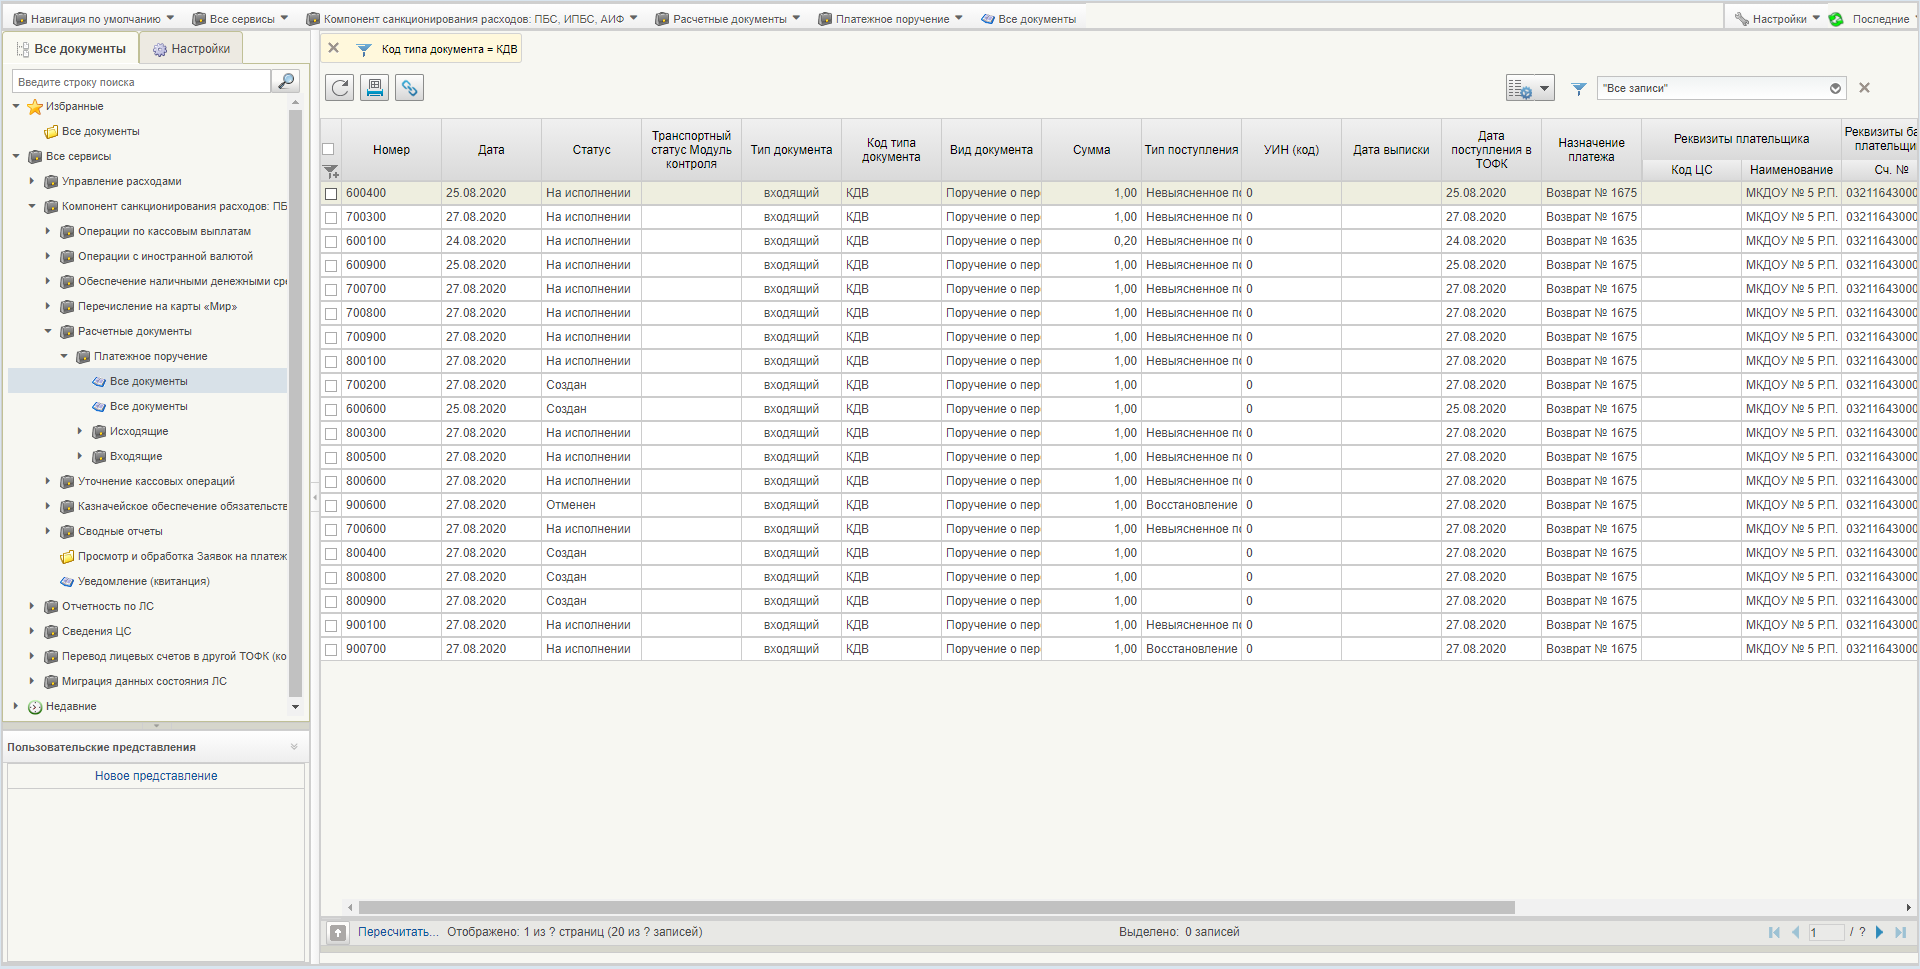 Навигация по умолчанию Все сервисы Компонент санкционирования расходов: ПБС, ИПБС, АИФ Расчетные документы Платежное поручение Все документы Настройки Последние
Все документы Настройки
Введите строку поиска
Избранные
Все документы
Все сервисы
Управление расходами
Компонент санкционирования расходов: ПБ
Операции по кассовым выплатам
Операции с иностранной валютой
Обеспечение наличными денежными сре
Перечисление на карты «Мир»
Расчетные документы
Платежное поручение
Все документы
Все документы
Исходящие
Входящие
Уточнение кассовых операций
Казначейское обеспечение обязательств
Сводные отчеты
Просмотр и обработка Заявок на платеж
Уведомление (квитанция)
Отчетность по ЛС
Сведения ЦС
Перевод лицевых счетов в другой ТОФК (ко
Миграция данных состояния ЛС
Недавние
Пользовательские представления
Новое представление
Код типа документа = КДВ
"Все записи"
Номер Дата Статус Транспортный статус Модуль контроля Тип документа Код типа документа Вид документа Сумма Тип поступления УИН (код) Дата выписки Дата поступления в ТОФК Назначение платежа Реквизиты плательщика Реквизиты ба плательщи
Код ЦС Наименование Сч. №
600400 25.08.2020 На исполнении входящий КДВ Поручение о пер 1,00 Невыясненное по 0 25.08.2020 Возврат № 1675 МКДОУ № 5 Р.П. 03211643000
700300 27.08.2020 На исполнении входящий КДВ Поручение о пер 1,00 Невыясненное по 0 27.08.2020 Возврат № 1675 МКДОУ № 5 Р.П. 03211643000
600100 24.08.2020 На исполнении входящий КДВ Поручение о пер 0,20 Невыясненное по 0 24.08.2020 Возврат № 1635 МКДОУ № 5 Р.П. 03211643000
600900 25.08.2020 На исполнении входящий КДВ Поручение о пер 1,00 Невыясненное по 0 25.08.2020 Возврат № 1675 МКДОУ № 5 Р.П. 03211643000
700700 27.08.2020 На исполнении входящий КДВ Поручение о пер 1,00 Невыясненное по 0 27.08.2020 Возврат № 1675 МКДОУ № 5 Р.П. 03211643000
700800 27.08.2020 На исполнении входящий КДВ Поручение о пер 1,00 Невыясненное по 0 27.08.2020 Возврат № 1675 МКДОУ № 5 Р.П. 03211643000
700900 27.08.2020 На исполнении входящий КДВ Поручение о пер 1,00 Невыясненное по 0 27.08.2020 Возврат № 1675 МКДОУ № 5 Р.П. 03211643000
800100 27.08.2020 На исполнении входящий КДВ Поручение о пер 1,00 Невыясненное по 0 27.08.2020 Возврат № 1675 МКДОУ № 5 Р.П. 03211643000
700200 27.08.2020 Создан входящий КДВ Поручение о пер 1,00 0 27.08.2020 Возврат № 1675 МКДОУ № 5 Р.П. 03211643000
600600 25.08.2020 Создан входящий КДВ Поручение о пер 1,00 0 25.08.2020 Возврат № 1675 МКДОУ № 5 Р.П. 03211643000
800300 27.08.2020 На исполнении входящий КДВ Поручение о пер 1,00 Невыясненное по 0 27.08.2020 Возврат № 1675 МКДОУ № 5 Р.П. 03211643000
800500 27.08.2020 На исполнении входящий КДВ Поручение о пер 1,00 Невыясненное по 0 27.08.2020 Возврат № 1675 МКДОУ № 5 Р.П. 03211643000
800600 27.08.2020 На исполнении входящий КДВ Поручение о пер 1,00 Невыясненное по 0 27.08.2020 Возврат № 1675 МКДОУ № 5 Р.П. 03211643000
900600 27.08.2020 Отменен входящий КДВ Поручение о пер 1,00 Восстановление 0 27.08.2020 Возврат № 1675 МКДОУ № 5 Р.П. 03211643000
700600 27.08.2020 На исполнении входящий КДВ Поручение о пер 1,00 Невыясненное по 0 27.08.2020 Возврат № 1675 МКДОУ № 5 Р.П. 03211643000
800400 27.08.2020 Создан входящий КДВ Поручение о пер 1,00 0 27.08.2020 Возврат № 1675 МКДОУ № 5 Р.П. 03211643000
800800 27.08.2020 Создан входящий КДВ Поручение о пер 1,00 0 27.08.2020 Возврат № 1675 МКДОУ № 5 Р.П. 03211643000
800900 27.08.2020 Создан входящий КДВ Поручение о пер 1,00 0 27.08.2020 Возврат № 1675 МКДОУ № 5 Р.П. 03211643000
900100 27.08.2020 На исполнении входящий КДВ Поручение о пер 1,00 Невыясненное по 0 27.08.2020 Возврат № 1675 МКДОУ № 5 Р.П. 03211643000
900700 27.08.2020 На исполнении входящий КДВ Поручение о пер 1,00 Восстановление 0 27.08.2020 Возврат № 1675 МКДОУ № 5 Р.П. 03211643000
Пересчитать... Отображено: 1 из ? страниц (20 из ? записей) Выделено: 0 записей 1 / ?